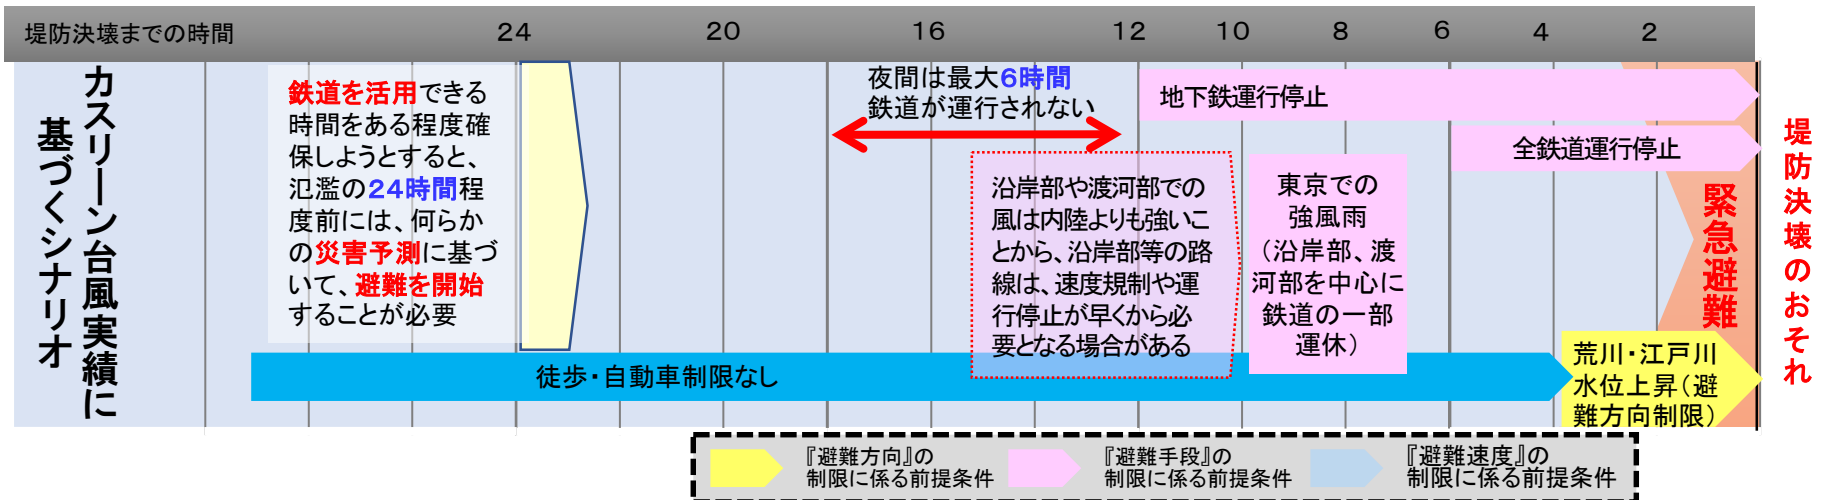 堤防決壊までの時間
24 20 16 12 10 8 6 4 2
カスリーン台風実績に
基づくシナリオ
鉄道を活用できる
時間をある程度確
保しようとすると、
氾濫の24時間程
度前には、何らか
の災害予測に基づ
いて、避難を開始
することが必要
夜間は最大6時間
鉄道が運行されない
地下鉄運行停止
全鉄道運行停止
沿岸部や渡河部での
風は内陸よりも強いこ
とから、沿岸部等の路
線は、速度規制や運
行停止が早くから必
要となる場合がある
東京での
強風雨
（沿岸部、渡
河部を中心に
鉄道の一部
運休）
緊急避難
堤防決壊のおそれ
徒歩・自動車制限なし
荒川・江戸川
水位上昇（避
難方向制限）
『避難方向』の
制限に係る前提条件
『避難手段』の
制限に係る前提条件
『避難速度』の
制限に係る前提条件